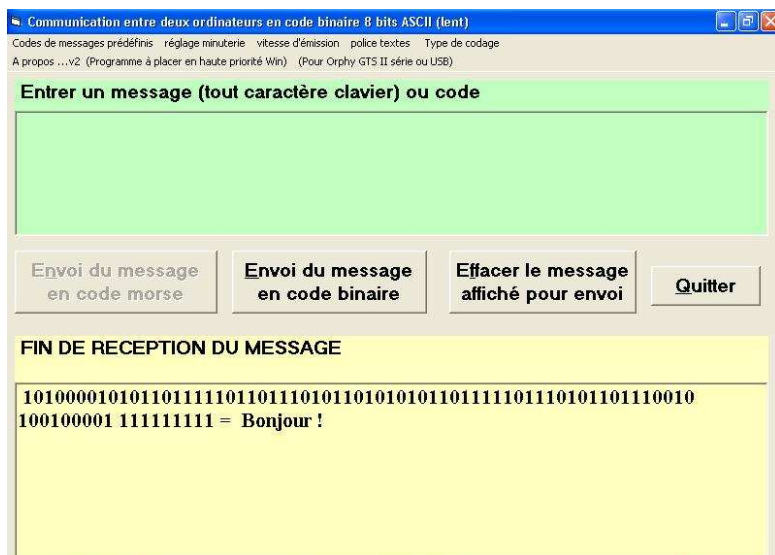 Communication entre deux ordinateurs en code binaire 8 bits ASCII (lent)
Codes de messages prédéfinis réglage minuterie vitesse d'émission police textes Type de codage
A propos ...v2 (Programme à placer en haute priorité Win) (Pour Orphy GTS II série ou USB)
Entrer un message (tout caractère clavier) ou code
Envoi du message
en code morse
Envoi du message
en code binaire
Effacer le message
affiché pour envoi
Quitter
FIN DE RECEPTION DU MESSAGE
101000010101101111101101110101101010101101111101110101101110010
100100001 111111111 = Bonjour !